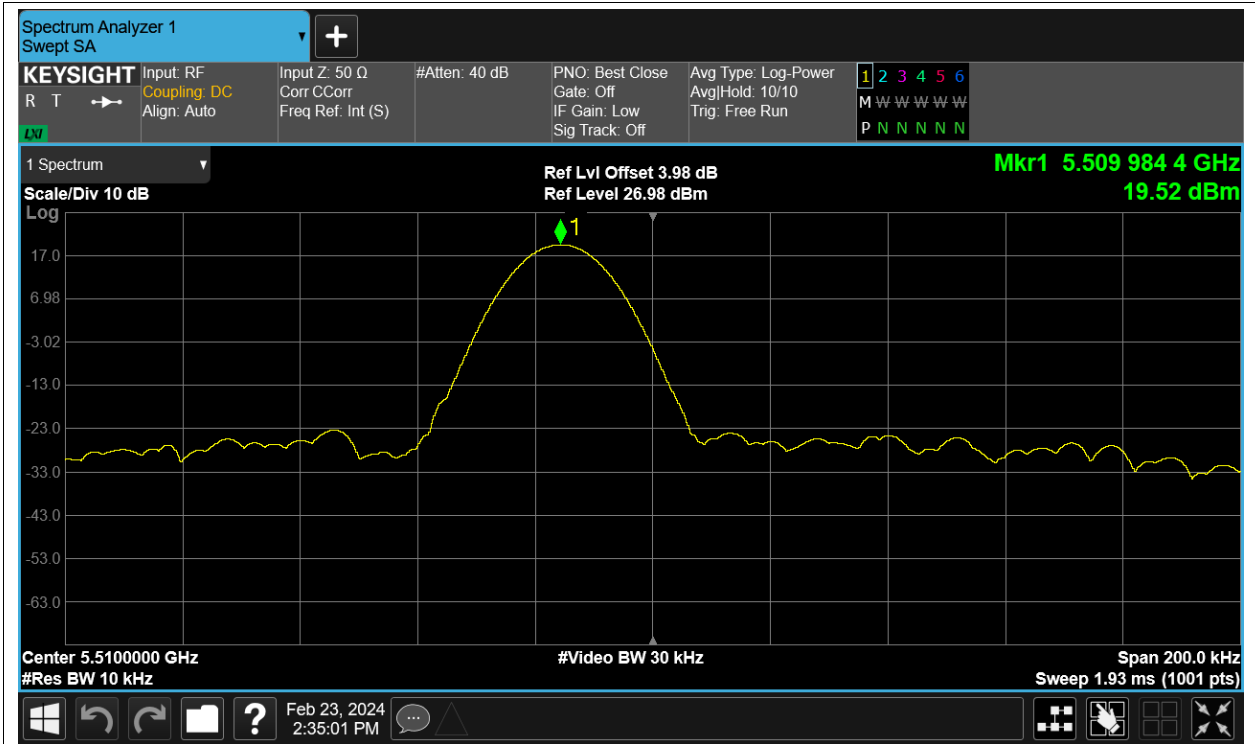 Spectrum Analyzer 1
Swept SA
KEYSIGHT
R T
LXI
Input: RF
Coupling: DC
Align: Auto
Input Z: 50 Ω
Corr CCorr
Freq Ref: Int (S)
#Atten: 40 dB
PNO: Best Close
Gate: Off
IF Gain: Low
Sig Track: Off
Avg Type: Log-Power
Avg|Hold: 10/10
Trig: Free Run
1 2 3 4 5 6
M W W W W W
P N N N N N
1 Spectrum
Scale/Div 10 dB
Log
Ref Lvl Offset 3.98 dB
Ref Level 26.98 dBm
Mkr1 5.509 984 4 GHz
19.52 dBm
1
17.0
6.98
-3.02
-13.0
-23.0
-33.0
-43.0
-53.0
-63.0
Center 5.5100000 GHz
#Video BW 30 kHz
Span 200.0 kHz
#Res BW 10 kHz
Sweep 1.93 ms (1001 pts)
?
Feb 23, 2024
2:35:01 PM